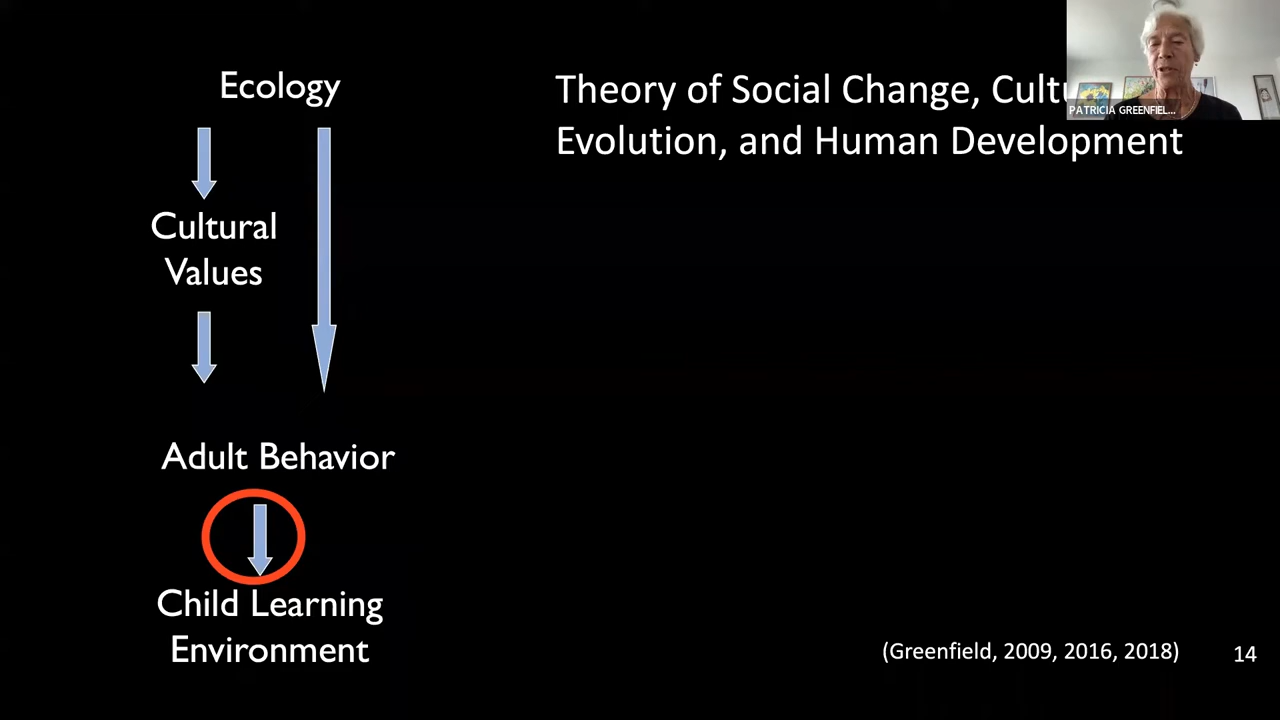 Ecology
Theory of Social Change, Cult
Evolution, and Human Development
PATRICIA GREENFIEL...
Cultural
Values
Adult Behavior
Child Learning
Environment
(Greenfield, 2009, 2016, 2018)
14